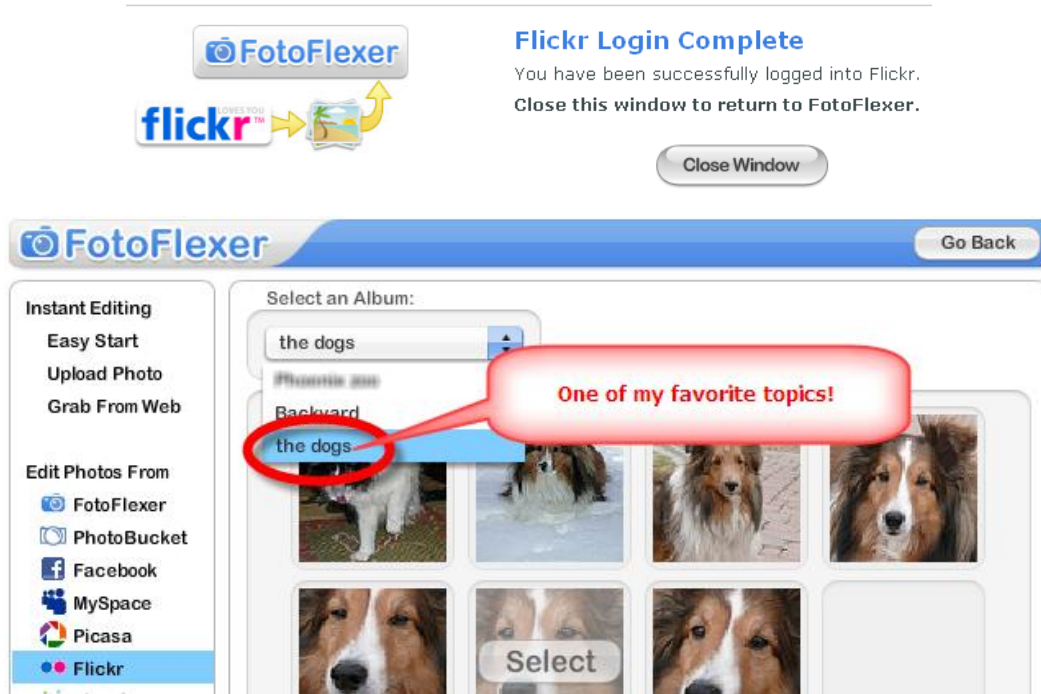 FotoFlexer
flickr LOVES YOU ™
Flickr Login Complete
You have been successfully logged into Flickr.
Close this window to return to FotoFlexer.
Close Window
FotoFlexer
Go Back
Instant Editing
Easy Start
Upload Photo
Grab From Web
Edit Photos From
FotoFlexer
PhotoBucket
Facebook
MySpace
Picasa
Flickr
Select an Album:
the dogs
Backyard
the dogs
One of my favorite topics!
Select